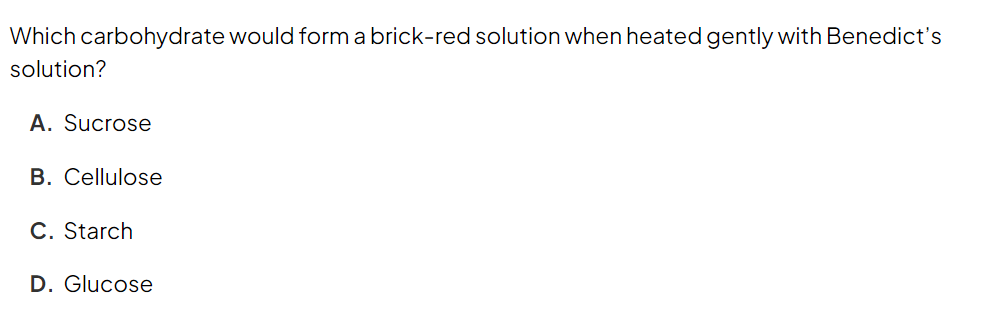 Which carbohydrate would form a brick-red solution when heated gently with Benedict’s
solution?
A. Sucrose
B. Cellulose
C. Starch
D. Glucose